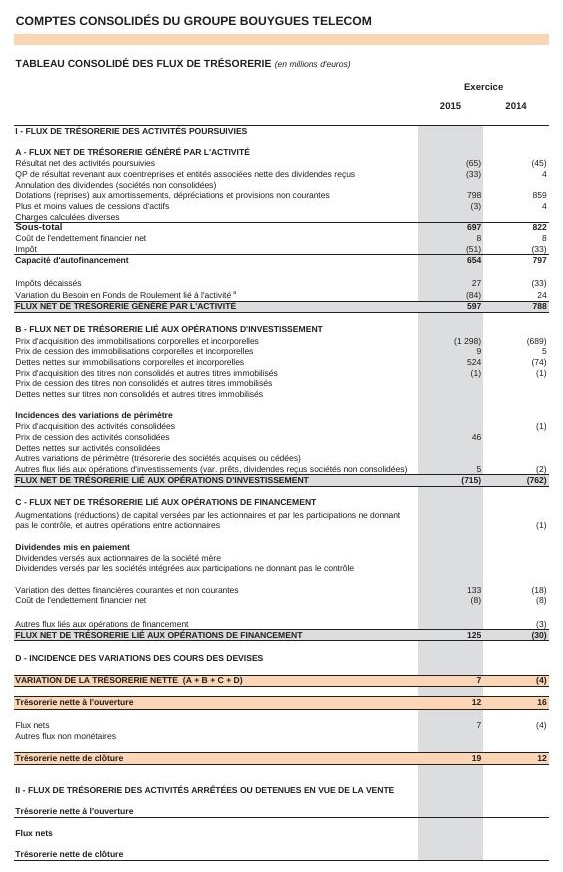 COMPTES CONSOLIDÉS DU GROUPE BOUYGUES TELECOM
TABLEAU CONSOLIDÉ DES FLUX DE TRÉSORERIE (en millions d'euros)
Exercice
2015 2014
I - FLUX DE TRÉSORERIE DES ACTIVITÉS POURSUIVIES
A - FLUX NET DE TRÉSORERIE GÉNÉRÉ PAR L'ACTIVITÉ
Résultat net des activités poursuivies (65) (45)
QP de résultat revenant aux coentreprises et entités associées nette des dividendes reçus (33) 4
Annulation des dividendes (sociétés non consolidées)
Dotations (reprises) aux amortissements, dépréciations et provisions non courantes 798 859
Plus et moins values de cessions d'actifs (3) 4
Charges calculées diverses
Sous-total 697 822
Coût de l'endettement financier net 8 8
Impôt (51) (33)
Capacité d'autofinancement 654 797
Impôts décaissés 27 (33)
Variation du Besoin en Fonds de Roulement lié à l'activité a (84) 24
FLUX NET DE TRÉSORERIE GÉNÉRÉ PAR L'ACTIVITÉ 597 788
B - FLUX NET DE TRÉSORERIE LIÉ AUX OPÉRATIONS D'INVESTISSEMENT
Prix d'acquisition des immobilisations corporelles et incorporelles (1 298) (689)
Prix de cession des immobilisations corporelles et incorporelles 9 5
Dettes nettes sur immobilisations corporelles et incorporelles 524 (74)
Prix d'acquisition des titres non consolidés et autres titres immobilisés (1) (1)
Prix de cession des titres non consolidés et autres titres immobilisés
Dettes nettes sur titres non consolidés et autres titres immobilisés
Incidences des variations de périmètre
Prix d'acquisition des activités consolidées (1)
Prix de cession des activités consolidées 46
Dettes nettes sur activités consolidées
Autres variations de périmètre (trésorerie des sociétés acquises ou cédées)
Autres flux liés aux opérations d'investissements (var. prêts, dividendes reçus sociétés non consolidées) 5 (2)
FLUX NET DE TRÉSORERIE LIÉ AUX OPÉRATIONS D'INVESTISSEMENT (715) (762)
C - FLUX NET DE TRÉSORERIE LIÉ AUX OPÉRATIONS DE FINANCEMENT
Augmentations (réductions) de capital versées par les actionnaires et par les participations ne donnant
pas le contrôle, et autres opérations entre actionnaires (1)
Dividendes mis en paiement
Dividendes versés aux actionnaires de la société mère
Dividendes versés par les sociétés intégrées aux participations ne donnant pas le contrôle
Variation des dettes financières courantes et non courantes 133 (18)
Coût de l'endettement financier net (8) (8)
Autres flux liés aux opérations de financement (3)
FLUX NET DE TRÉSORERIE LIÉ AUX OPÉRATIONS DE FINANCEMENT 125 (30)
D - INCIDENCE DES VARIATIONS DES COURS DES DEVISES
VARIATION DE LA TRÉSORERIE NETTE (A + B + C + D) 7 (4)
Trésorerie nette à l'ouverture 12 16
Flux nets 7 (4)
Autres flux non monétaires
Trésorerie nette de clôture 19 12
II - FLUX DE TRÉSORERIE DES ACTIVITÉS ARRÊTÉES OU DETENUES EN VUE DE LA VENTE
Trésorerie nette à l'ouverture
Flux nets
Trésorerie nette de clôture